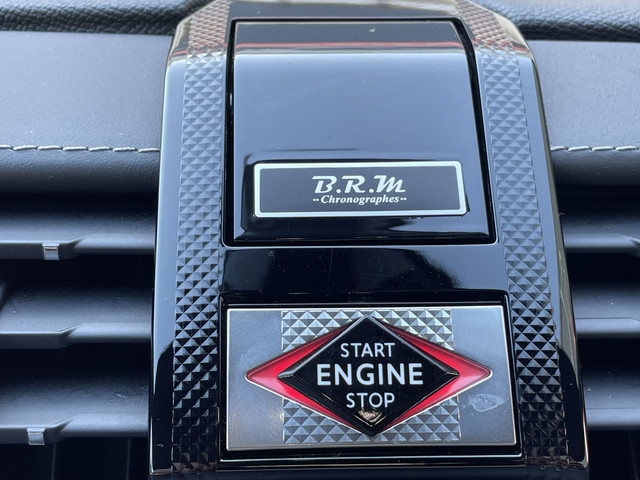 B.R.M
Chronographes
START
ENGINE
STOP